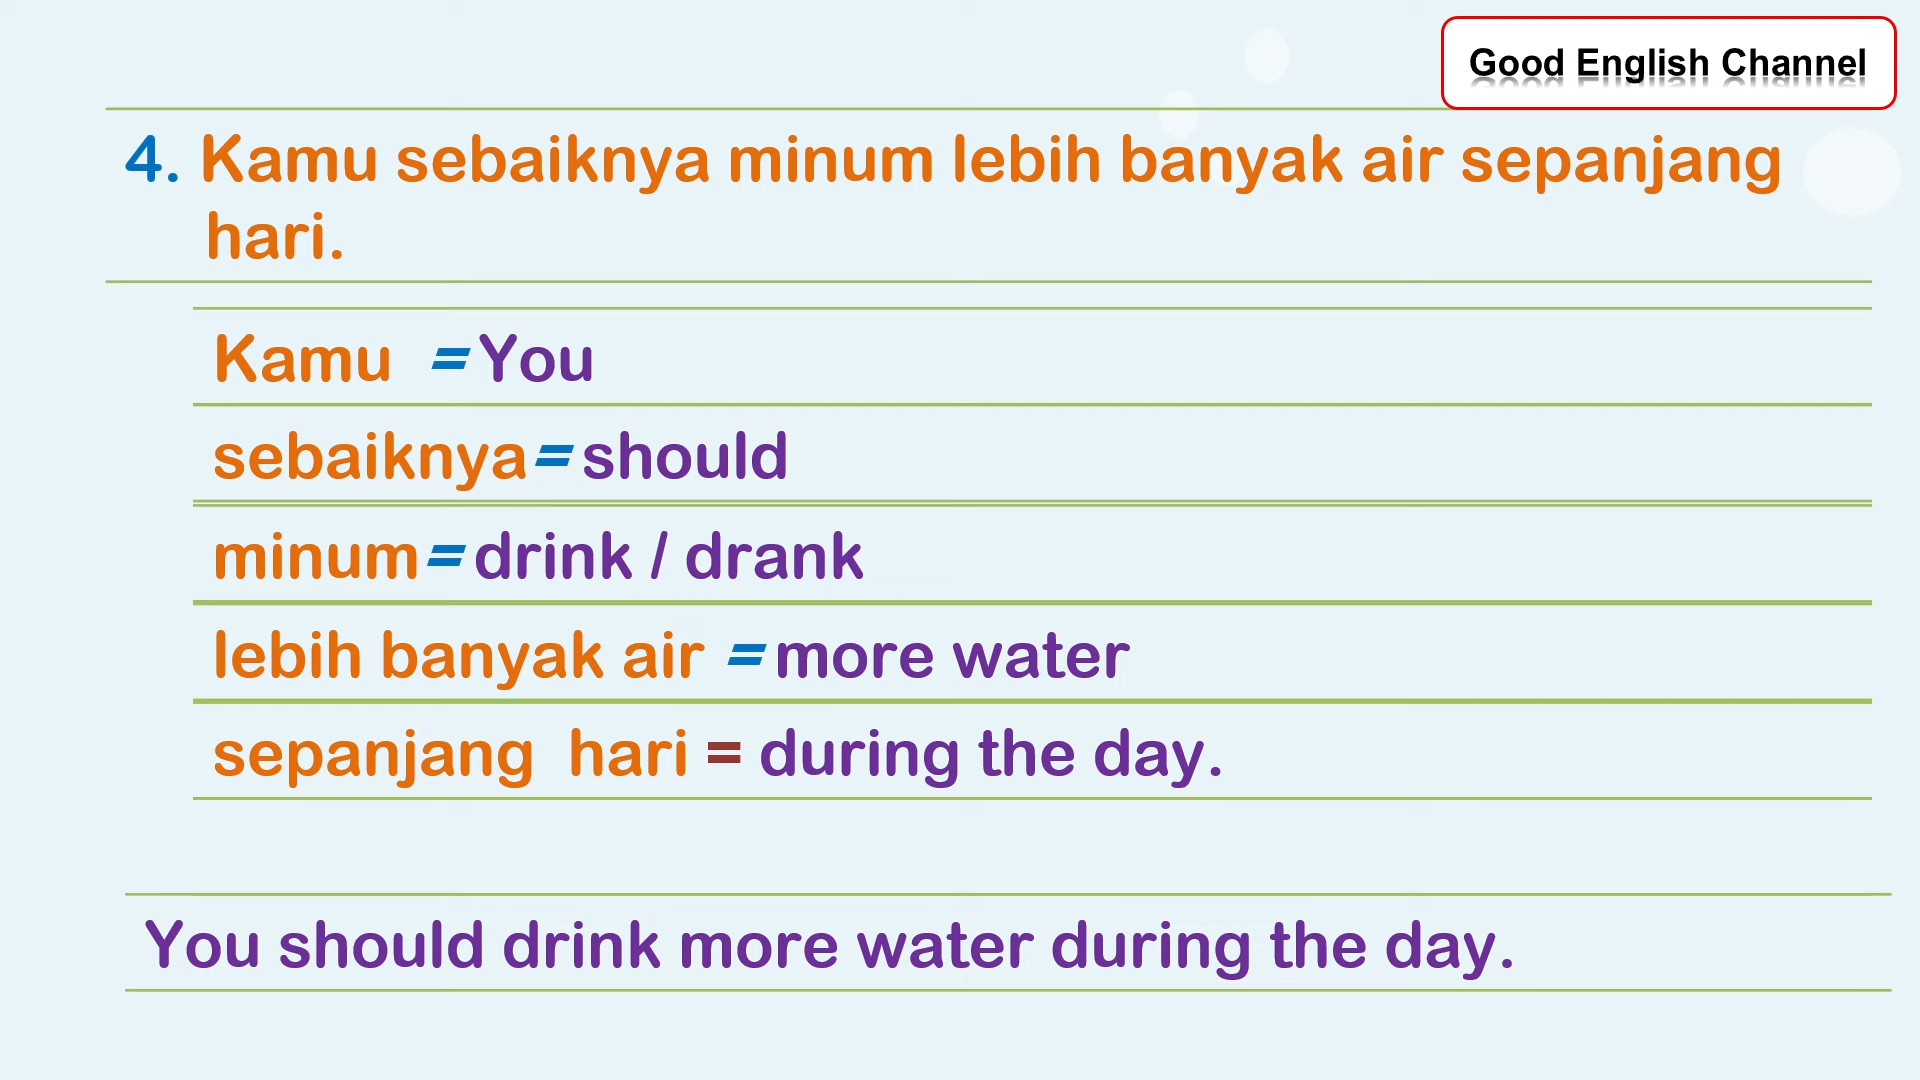 Good English Channel
4. Kamu sebaiknya minum lebih banyak air sepanjang
hari.
Kamu = You
sebaiknya = should
minum = drink / drank
lebih banyak air = more water
sepanjang hari = during the day.
You should drink more water during the day.